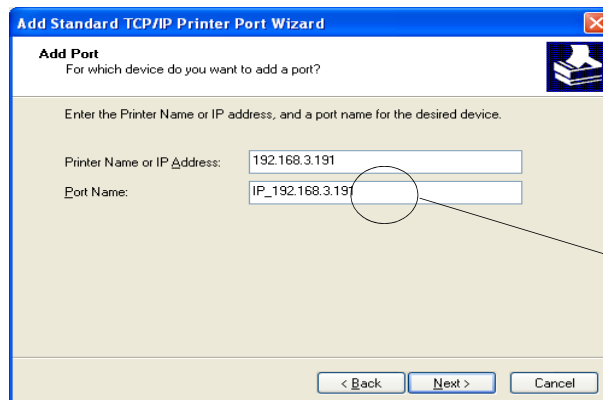 Add Standard TCP/IP Printer Port Wizard
Add Port
For which device do you want to add a port?
Enter the Printer Name or IP address, and a port name for the desired device.
Printer Name or IP Address: 192.168.3.191
Port Name: IP_192.168.3.191
< Back Next > Cancel